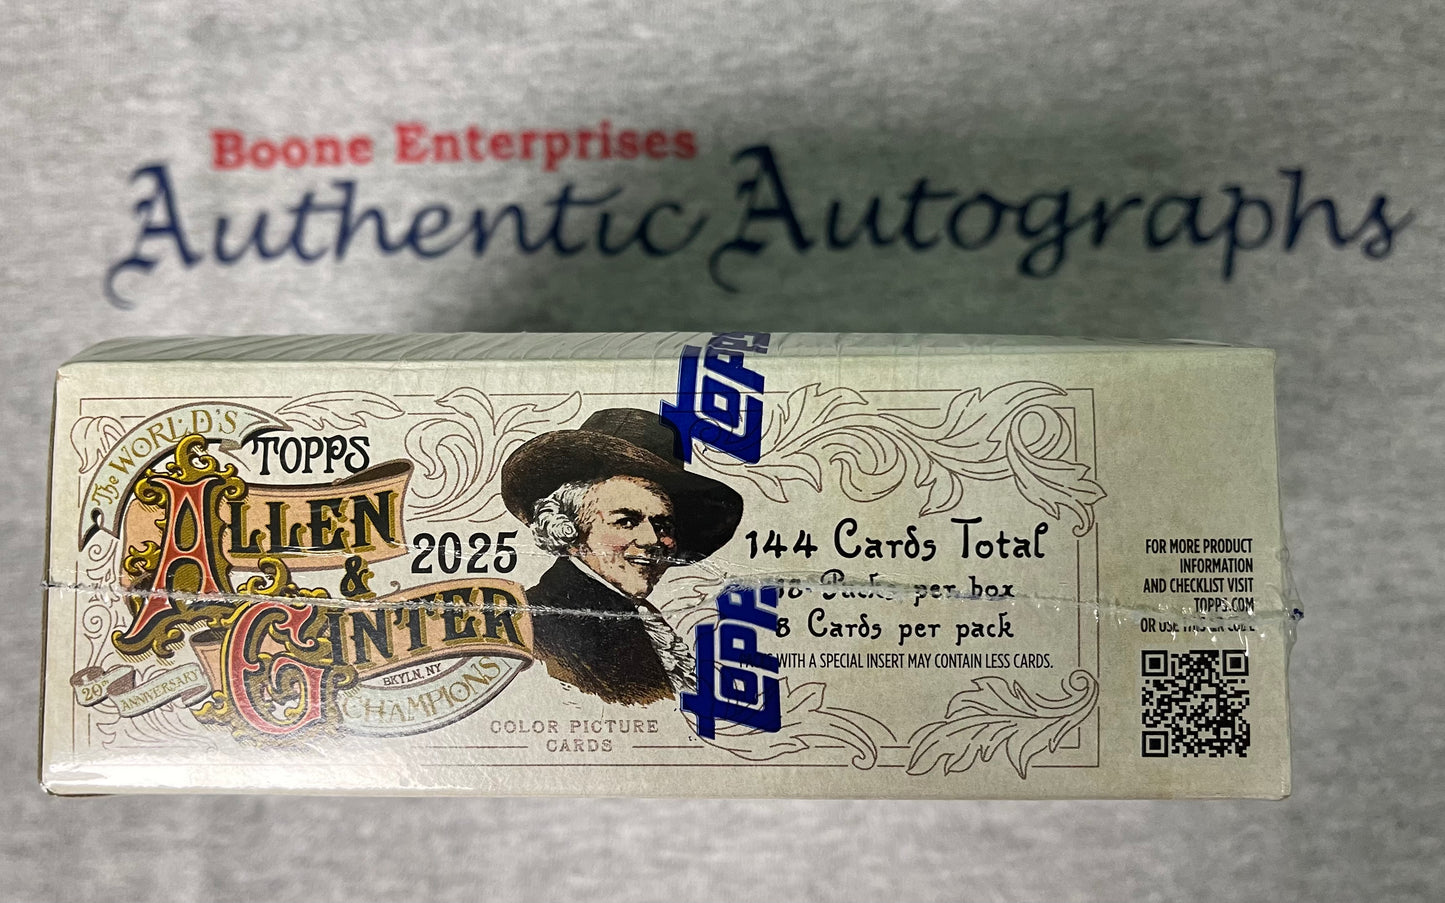 Boone Enterprises
Authentic Autographs
The WORLD'S
TOPPS
ALLEN
&
GINTER
2025
BKLYN, NY
CHAMPIONS
20th ANNIVERSARY
COLOR PICTURE
CARDS
TOPPS
TOPPS
144 Cards Total
Packs per box
8 Cards per pack
WITH A SPECIAL INSERT MAY CONTAIN LESS CARDS.
FOR MORE PRODUCT
INFORMATION
AND CHECKLIST VISIT
TOPPS.COM
OR USE THIS QR CODE